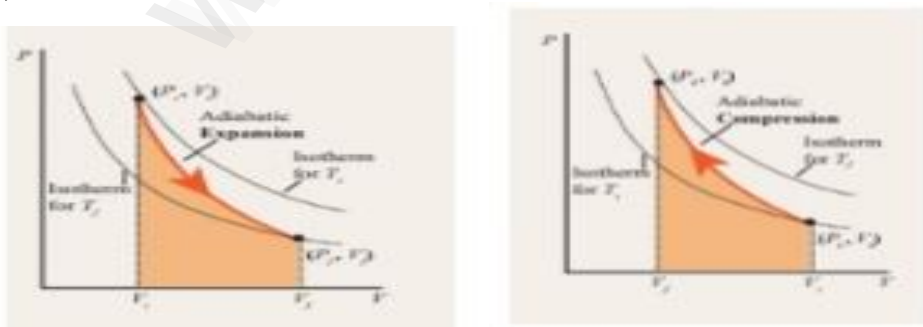 P
(Pᵢ, Vᵢ)
Adiabatic
Expansion
Isotherm
for Tᵢ
Isotherm
for T_f
(P_f, V_f)
Vᵢ
V_f
V
P
(P_f, V_f)
Adiabatic
Compression
Isotherm
for T_f
Isotherm
for Tᵢ
(Pᵢ, Vᵢ)
V_f
Vᵢ
V